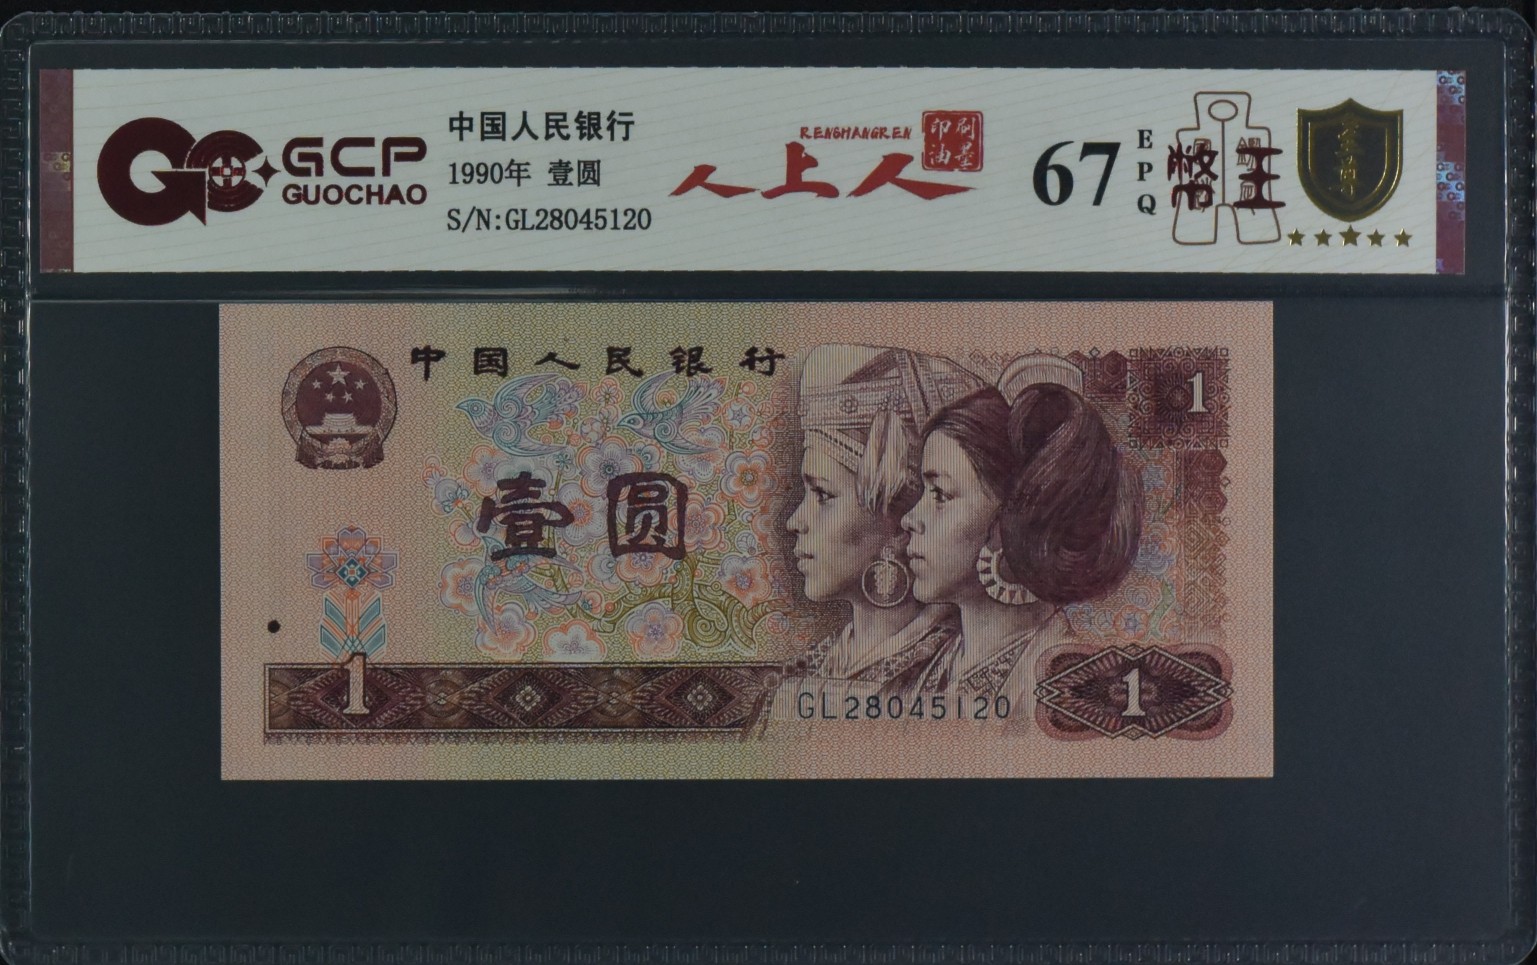 GCP
GUOCHAO
中国人民银行
1990年 壹圆
S/N:GL28045120
RENSHANGREN
人上人
印刷
油墨
67
EPQ
★★★★★
中国人民银行
1
壹圆
1
GL28045120
1